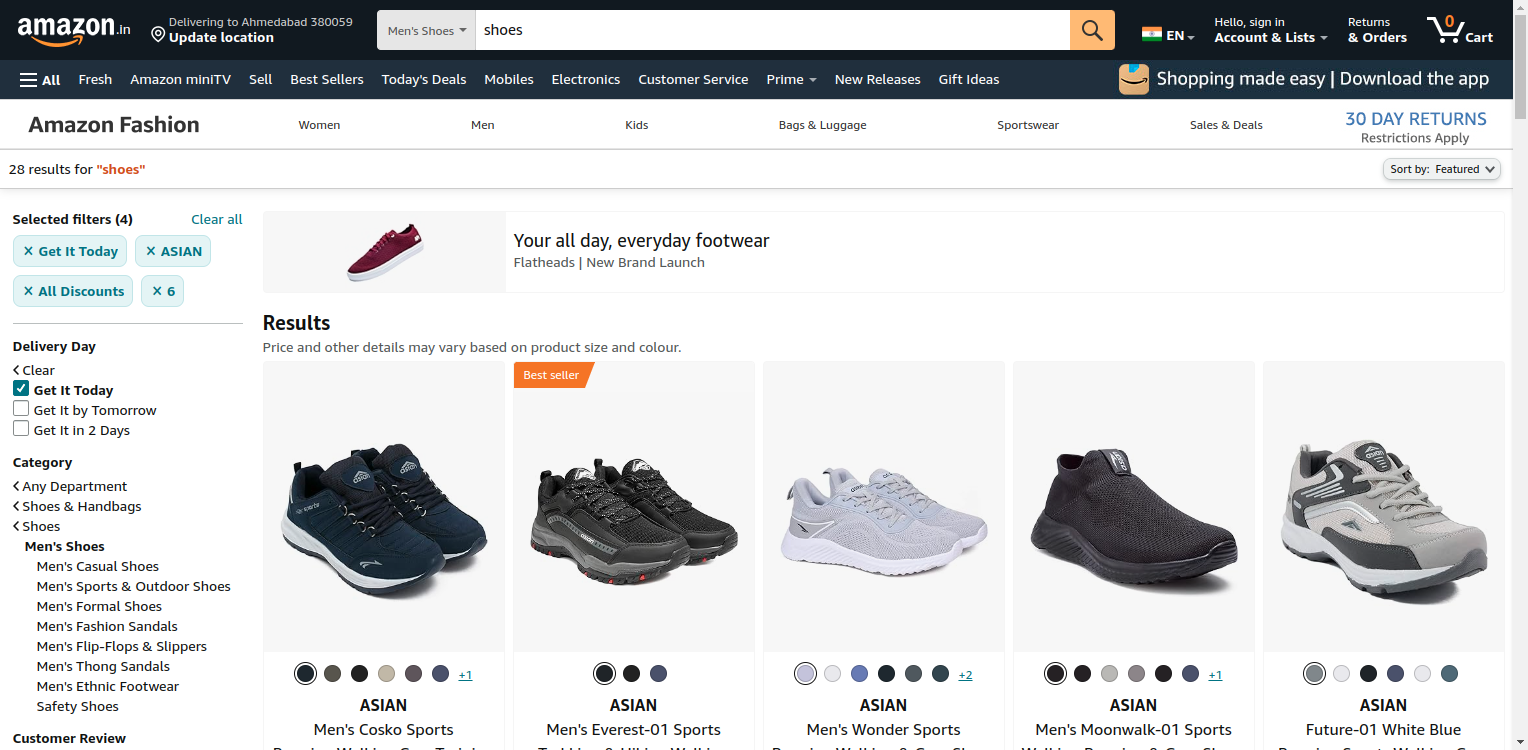 amazon.in
Delivering to Ahmedabad 380059
Update location
Men's Shoes
shoes
EN
Hello, sign in
Account & Lists
Returns
& Orders
0
Cart
All
Fresh
Amazon miniTV
Sell
Best Sellers
Today's Deals
Mobiles
Electronics
Customer Service
Prime
New Releases
Gift Ideas
Shopping made easy | Download the app
Amazon Fashion
Women
Men
Kids
Bags & Luggage
Sportswear
Sales & Deals
30 DAY RETURNS
Restrictions Apply
28 results for "shoes"
Sort by: Featured
Selected filters (4)
Clear all
Get It Today
ASIAN
All Discounts
6
Delivery Day
Clear
Get It Today
Get It by Tomorrow
Get It in 2 Days
Category
Any Department
Shoes & Handbags
Shoes
Men's Shoes
Men's Casual Shoes
Men's Sports & Outdoor Shoes
Men's Formal Shoes
Men's Fashion Sandals
Men's Flip-Flops & Slippers
Men's Thong Sandals
Men's Ethnic Footwear
Safety Shoes
Customer Review
Your all day, everyday footwear
Flatheads | New Brand Launch
Results
Price and other details may vary based on product size and colour.
Best seller
+1
ASIAN
Men's Cosko Sports
ASIAN
Men's Everest-01 Sports
+2
ASIAN
Men's Wonder Sports
+1
ASIAN
Men's Moonwalk-01 Sports
ASIAN
Future-01 White Blue